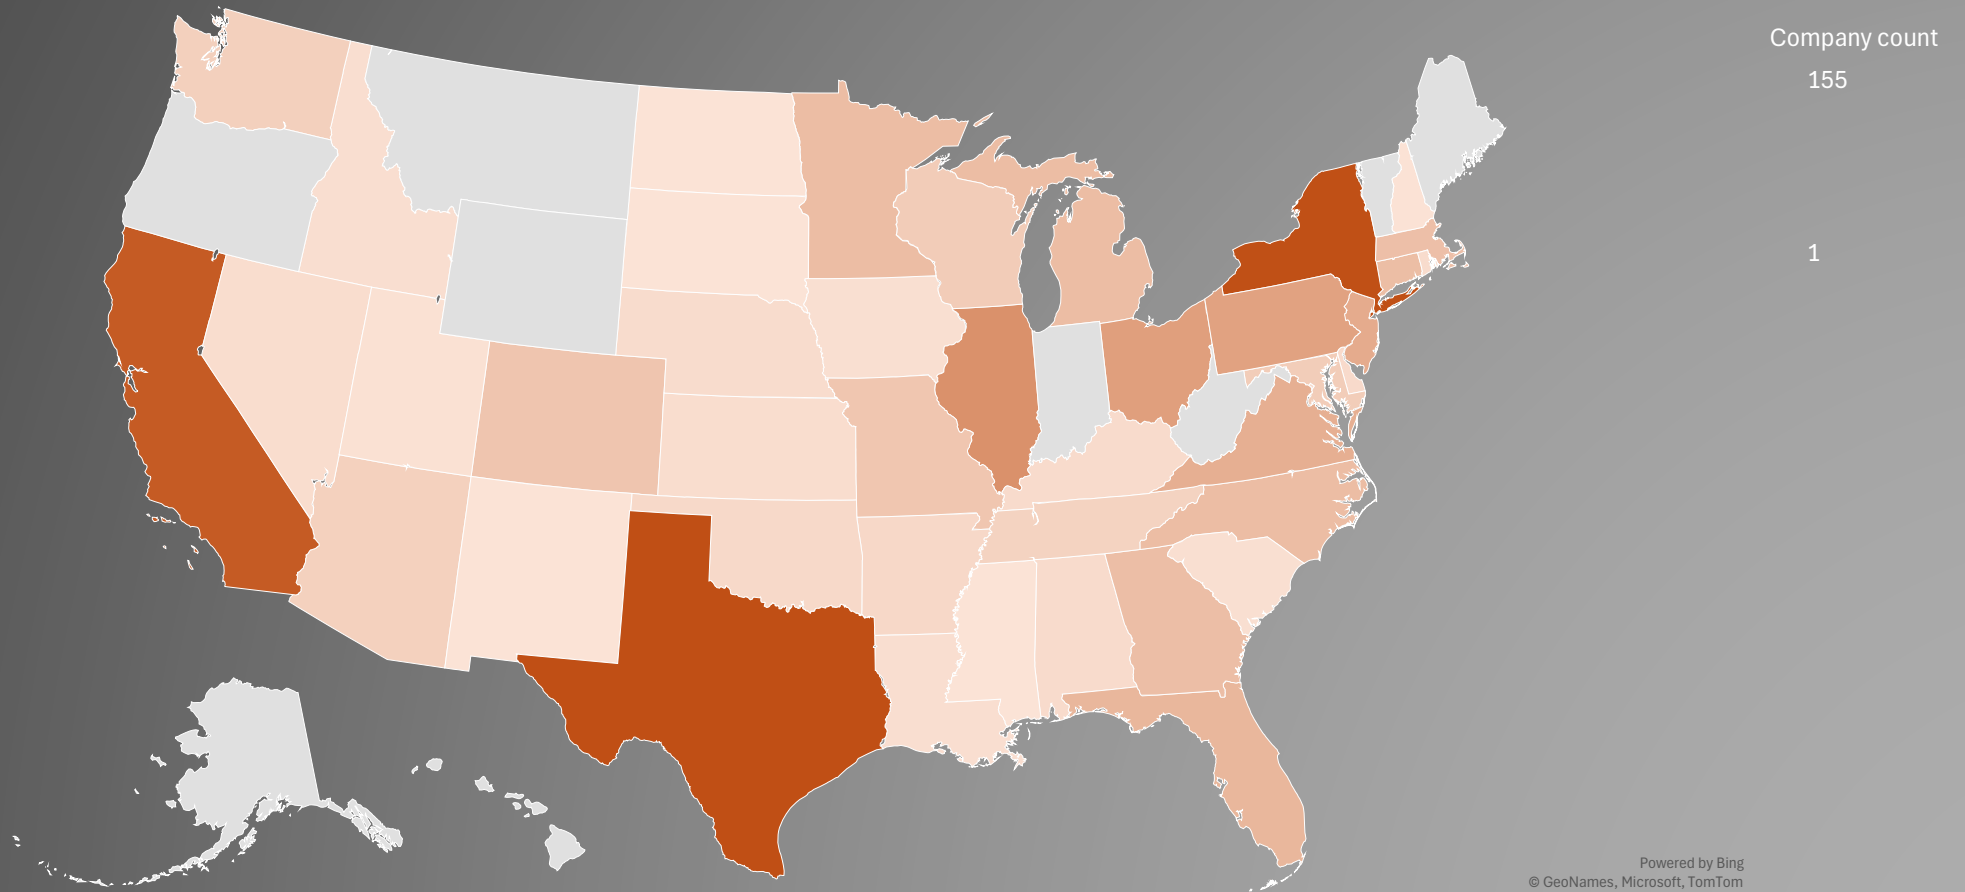 Company count
155
1
Powered by Bing
© GeoNames, Microsoft, TomTom